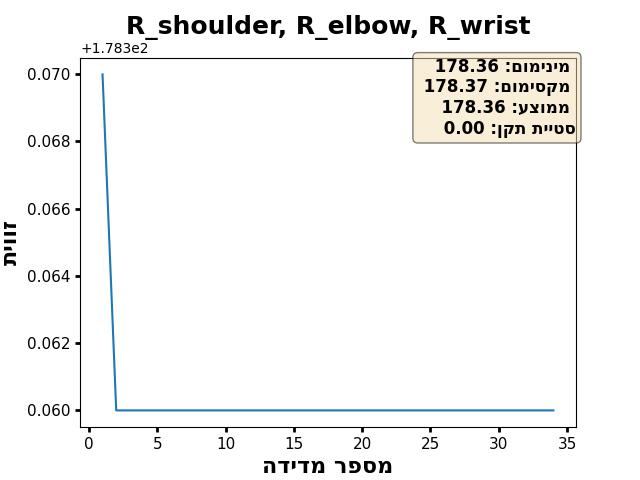 R_shoulder, R_elbow, R_wrist
+1.783e2
מינימום: 178.36
מקסימום: 178.37
ממוצע: 178.36
סטיית תקן: 0.00
0.070
0.068
0.066
0.064
0.062
0.060
זווית
0 5 10 15 20 25 30 35
מספר מדידה